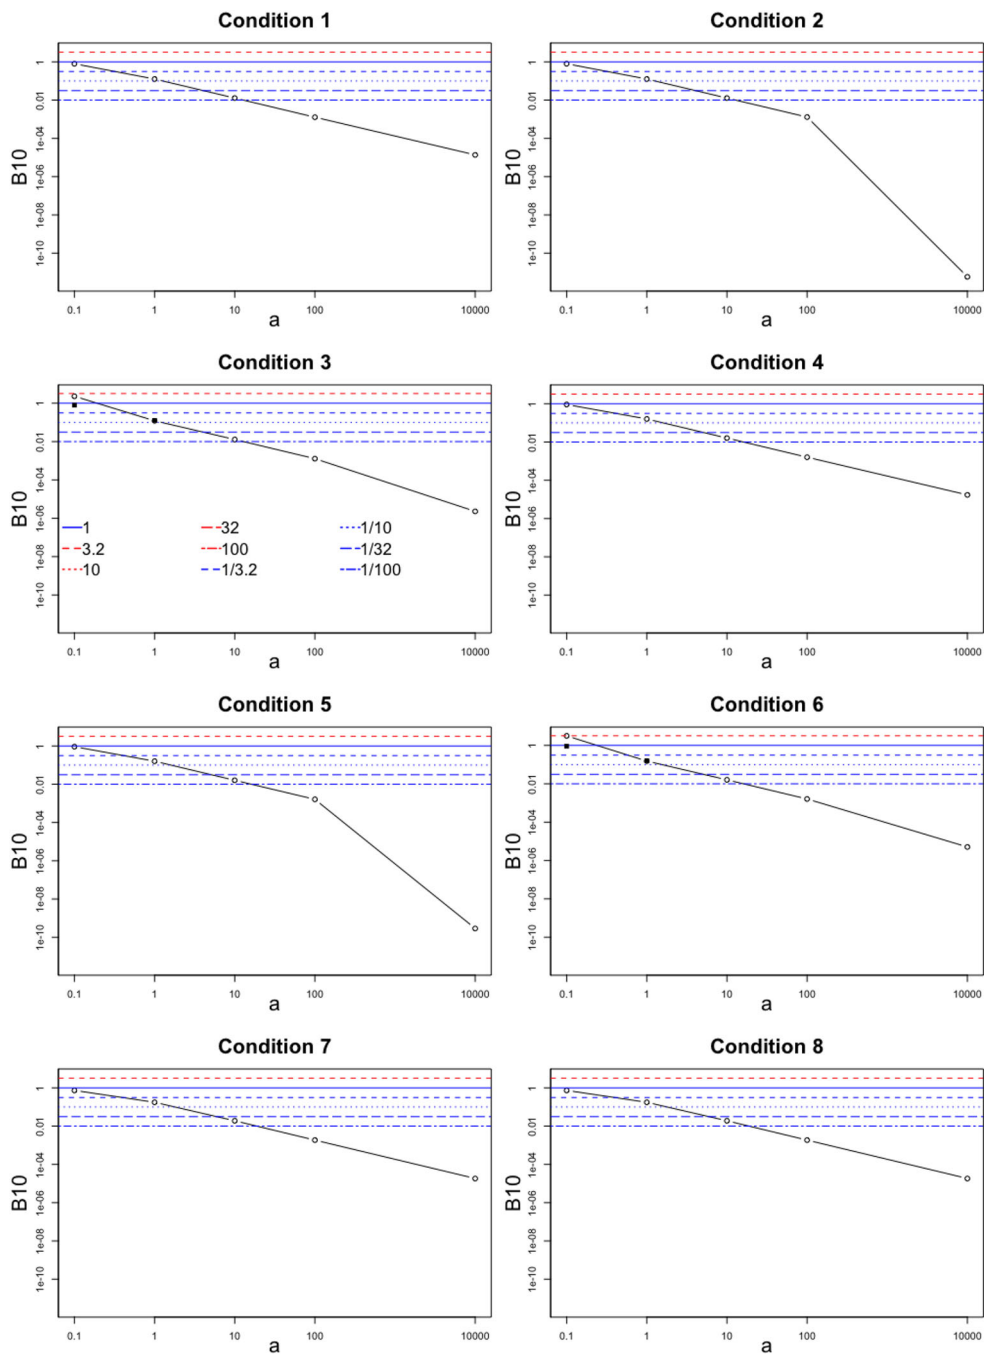 Condition 1
B10
1
0.01
1e-04
1e-06
1e-08
1e-10
0.1 1 10 100 10000
a
Condition 2
B10
1
0.01
1e-04
1e-06
1e-08
1e-10
0.1 1 10 100 10000
a
Condition 3
B10
1
0.01
1e-04
1e-06
1e-08
1e-10
1 32 1/10
3.2 100 1/32
10 1/3.2 1/100
0.1 1 10 100 10000
a
Condition 4
B10
1
0.01
1e-04
1e-06
1e-08
1e-10
0.1 1 10 100 10000
a
Condition 5
B10
1
0.01
1e-04
1e-06
1e-08
1e-10
0.1 1 10 100 10000
a
Condition 6
B10
1
0.01
1e-04
1e-06
1e-08
1e-10
0.1 1 10 100 10000
a
Condition 7
B10
1
0.01
1e-04
1e-06
1e-08
1e-10
0.1 1 10 100 10000
a
Condition 8
B10
1
0.01
1e-04
1e-06
1e-08
1e-10
0.1 1 10 100 10000
a